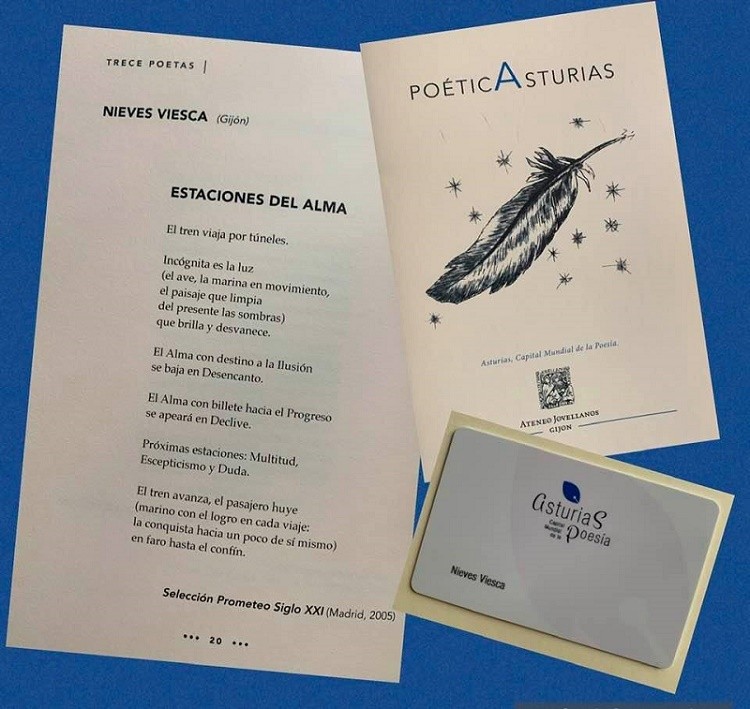 TRECE POETAS |
NIEVES VIESCA (Gijón)
ESTACIONES DEL ALMA
El tren viaja por túneles.
Incógnita es la luz
(el ave, la marina en movimiento,
el paisaje que limpia
del presente las sombras)
que brilla y desvanece.
El Alma con destino a la Ilusión
se baja en Desencanto.
El Alma con billete hacia el Progreso
se apeará en Declive.
Próximas estaciones: Multitud,
Escepticismo y Duda.
El tren avanza, el pasajero huye
(marino con el logro en cada viaje:
la conquista hacia un poco de sí mismo)
en faro hasta el confín.
Selección Prometeo Siglo XXI (Madrid, 2005)
••• 20 •••
POÉTICASTURIAS
Asturias, Capital Mundial de la Poesía.
ATENEO JOVELLANOS
GIJON
asturiaS
Capital
Mundial
de la
Poesía
Nieves Viesca